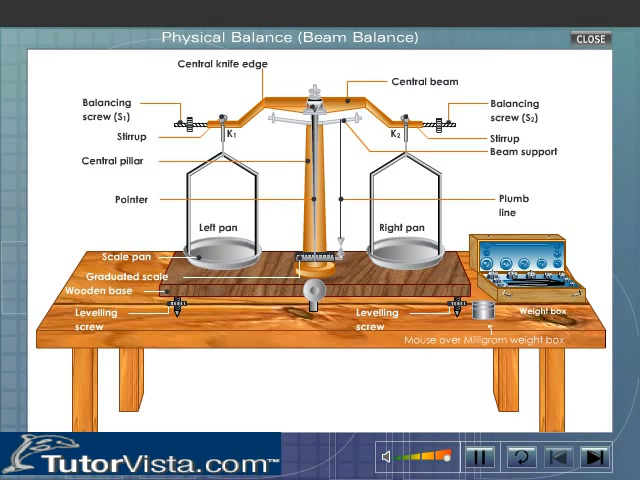 Physical Balance (Beam Balance)
CLOSE
Central knife edge
Central beam
Balancing
screw (S1)
Balancing
screw (S2)
K1
K2
Stirrup
Stirrup
Beam support
Central pillar
Pointer
Plumb
line
Left pan
Right pan
Scale pan
Graduated scale
Wooden base
Levelling
screw
Levelling
screw
Weight box
Mouse over Milligram weight box
TutorVista.com™